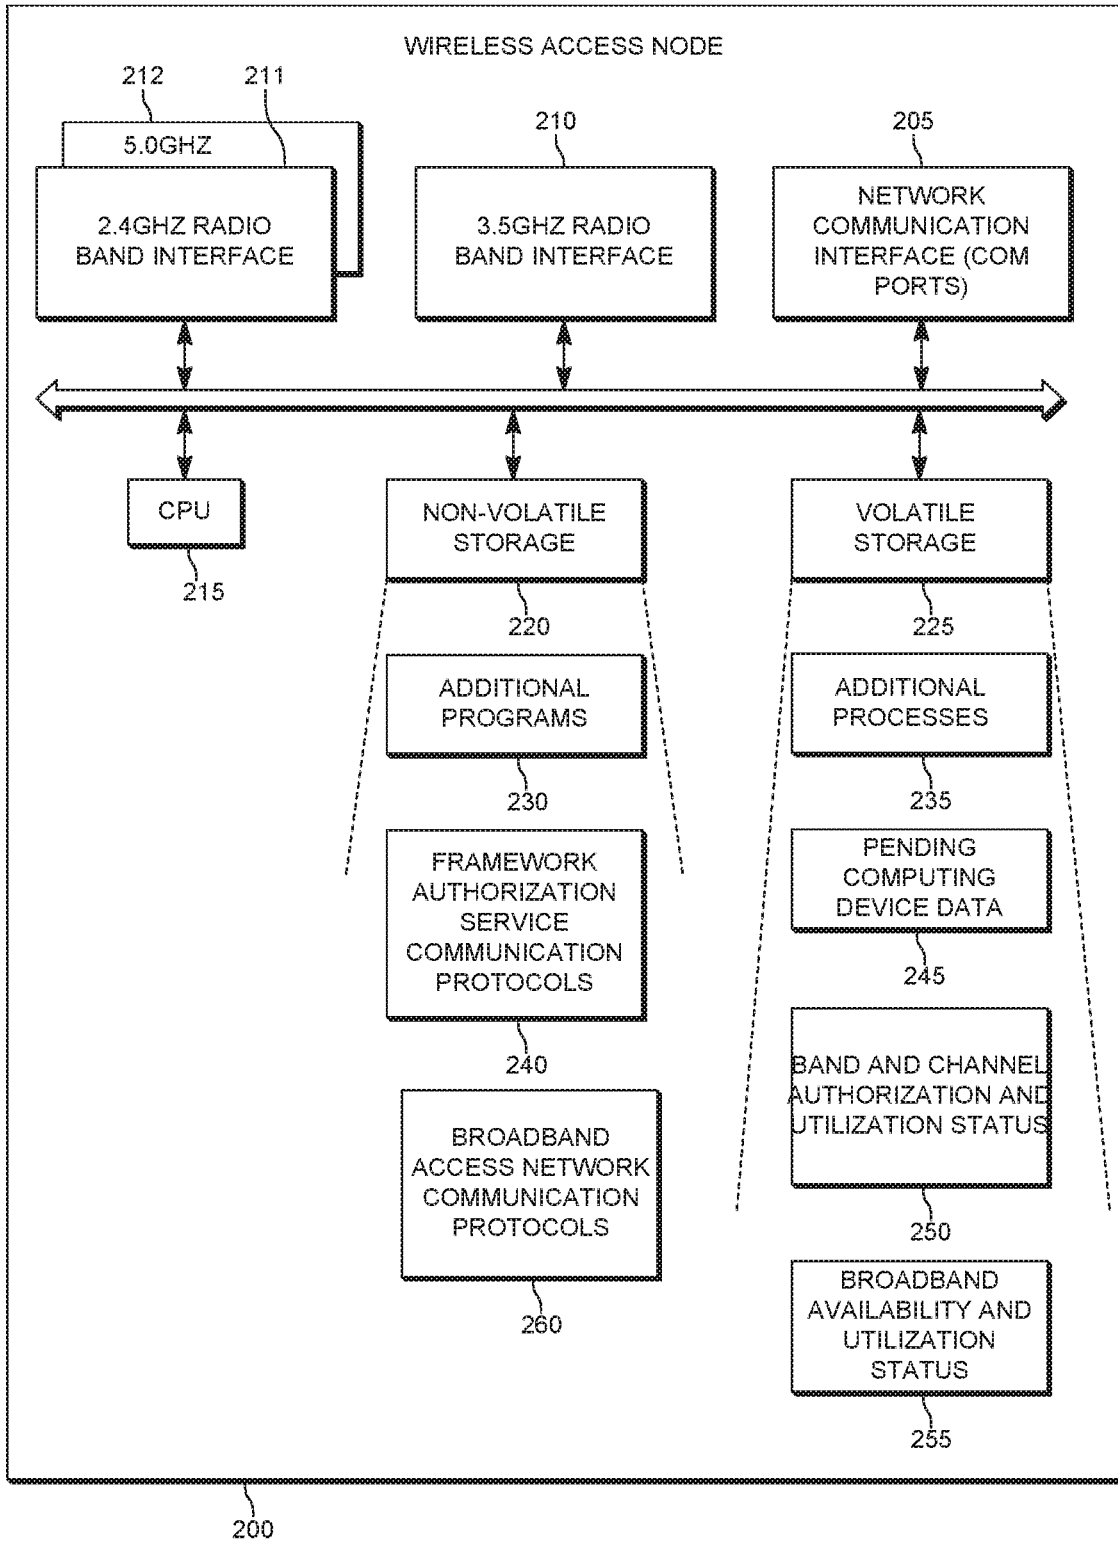 WIRELESS ACCESS NODE
212
211
5.0GHZ
2.4GHZ RADIO
BAND INTERFACE
210
3.5GHZ RADIO
BAND INTERFACE
205
NETWORK
COMMUNICATION
INTERFACE (COM
PORTS)
CPU
215
NON-VOLATILE
STORAGE
220
VOLATILE
STORAGE
225
ADDITIONAL
PROGRAMS
230
ADDITIONAL
PROCESSES
235
FRAMEWORK
AUTHORIZATION
SERVICE
COMMUNICATION
PROTOCOLS
240
PENDING
COMPUTING
DEVICE DATA
245
BAND AND CHANNEL
AUTHORIZATION AND
UTILIZATION STATUS
250
BROADBAND
ACCESS NETWORK
COMMUNICATION
PROTOCOLS
260
BROADBAND
AVAILABILITY AND
UTILIZATION
STATUS
255
200